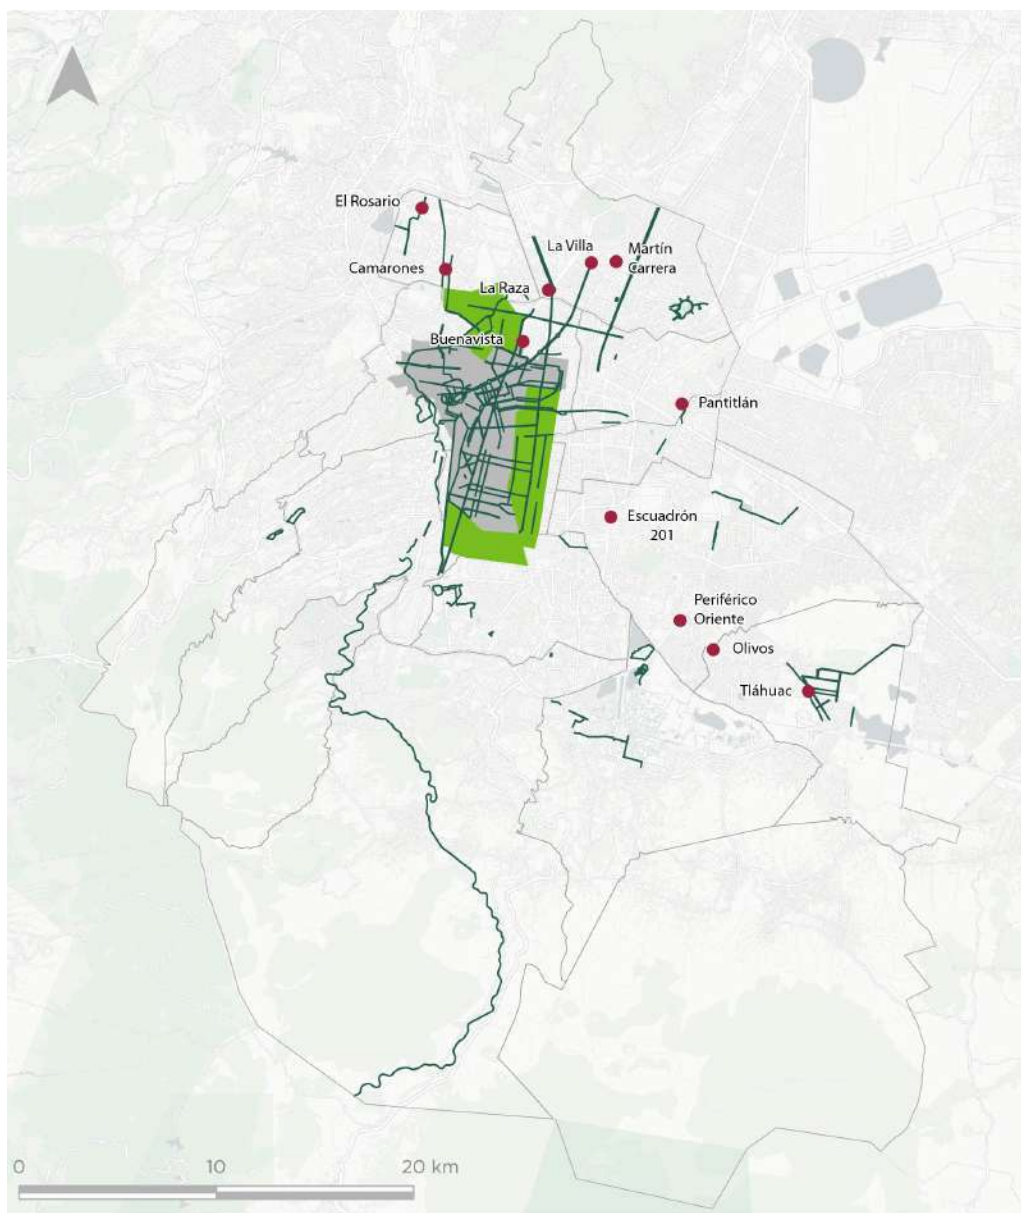 El Rosario
La Villa
Martín
Carrera
Camarones
La Raza
Buenavista
Pantitlán
Escuadrón
201
Periférico
Oriente
Olivos
Tláhuac
0 10 20 km